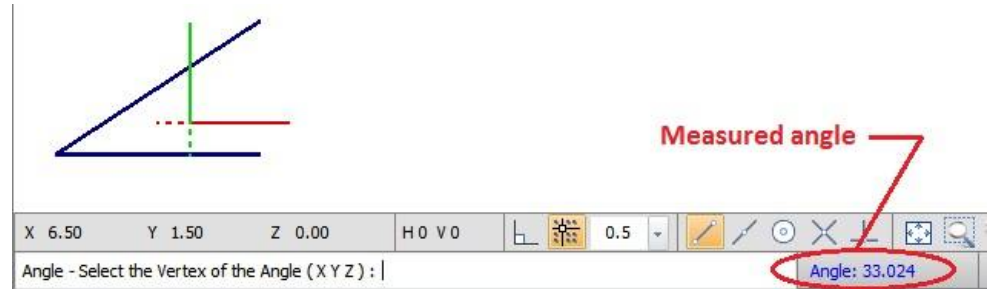 Measured angle
X 6.50 Y 1.50 Z 0.00 H 0 V 0 0.5
Angle - Select the Vertex of the Angle ( X Y Z ) : Angle: 33.024